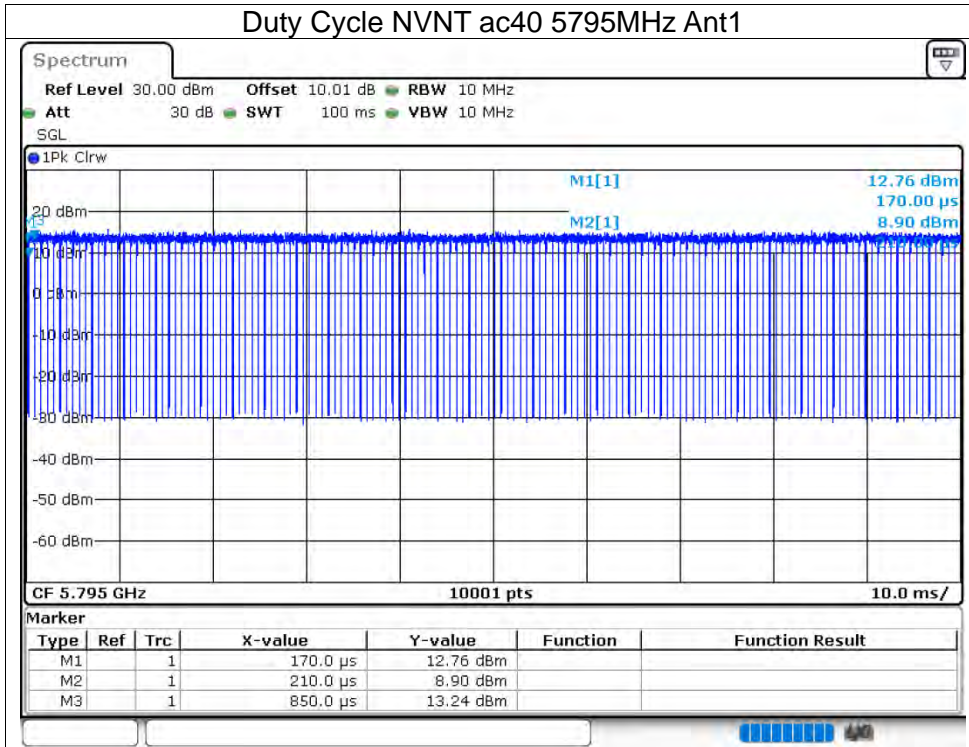 Duty Cycle NVNT ac40 5795MHz Ant1
Spectrum
Ref Level 30.00 dBm Offset 10.01 dB RBW 10 MHz
Att 30 dB SWT 100 ms VBW 10 MHz
SGL
1Pk Clrw
M1[1] 12.76 dBm
170.00 µs
20 dBm
M2[1] 8.90 dBm
M3
10 dBm
0 dBm
-10 dBm
-20 dBm
-30 dBm
-40 dBm
-50 dBm
-60 dBm
CF 5.795 GHz 10001 pts 10.0 ms/
Marker
Type Ref Trc X-value Y-value Function Function Result
M1 1 170.0 µs 12.76 dBm
M2 1 210.0 µs 8.90 dBm
M3 1 850.0 µs 13.24 dBm